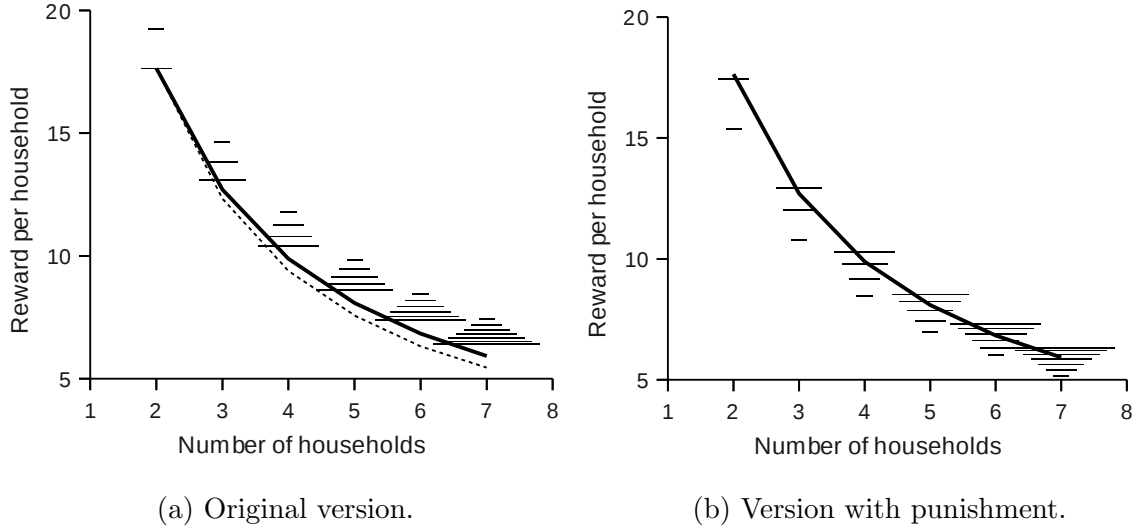 20
15
10
5
1 2 3 4 5 6 7 8
Reward per household
Number of households
(a) Original version.
20
15
10
5
1 2 3 4 5 6 7 8
Reward per household
Number of households
(b) Version with punishment.